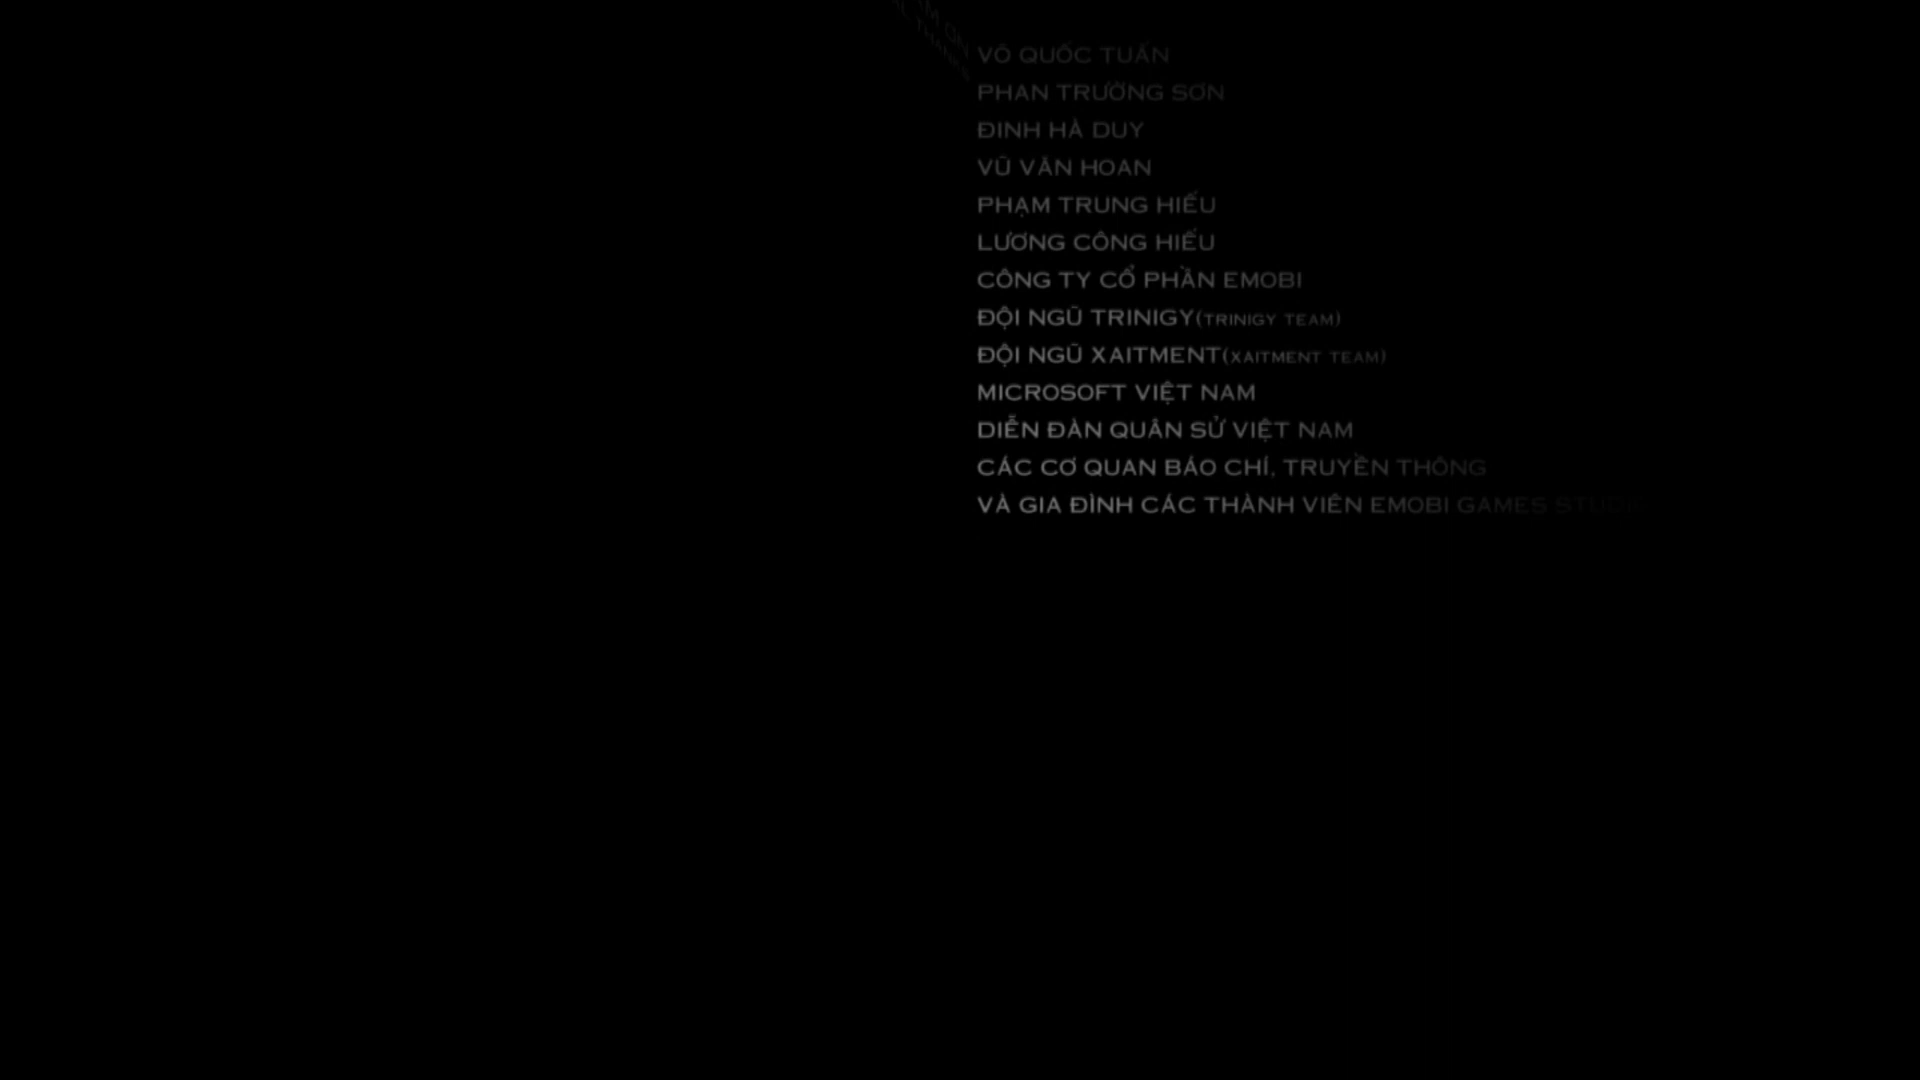 VÕ QUỐC TUẤN
PHAN TRƯỜNG SƠN
ĐINH HÀ DUY
VŨ VĂN HOAN
PHẠM TRUNG HIẾU
LƯƠNG CÔNG HIẾU
CÔNG TY CỔ PHẦN EMOBI
ĐỘI NGŨ TRINIGY(TRINIGY TEAM)
ĐỘI NGŨ XAITMENT(XAITMENT TEAM)
MICROSOFT VIỆT NAM
DIỄN ĐÀN QUÂN SỬ VIỆT NAM
CÁC CƠ QUAN BÁO CHÍ, TRUYỀN THÔNG
VÀ GIA ĐÌNH CÁC THÀNH VIÊN EMOBI GAMES